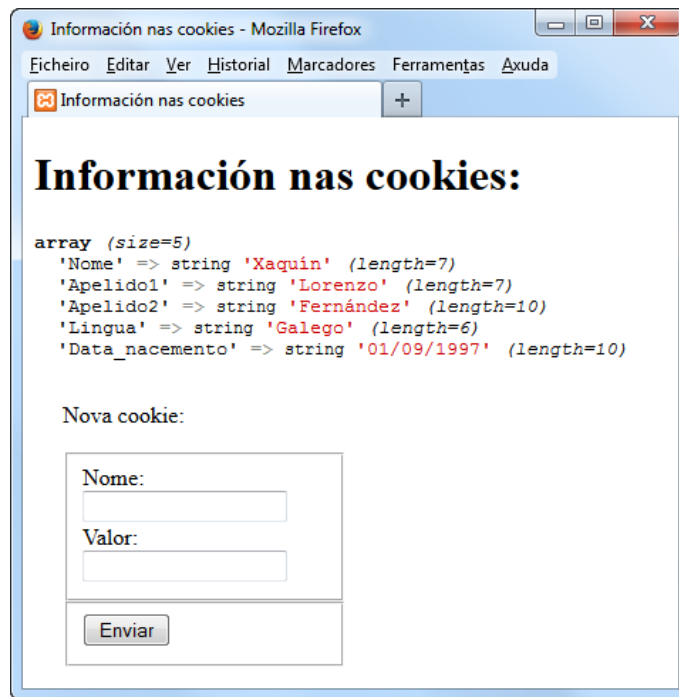 Información nas cookies - Mozilla Firefox
Ficheiro Editar Ver Historial Marcadores Ferramentas Axuda
Información nas cookies
Información nas cookies:
array (size=5)
'Nome' => string 'Xaquín' (length=7)
'Apelido1' => string 'Lorenzo' (length=7)
'Apelido2' => string 'Fernández' (length=10)
'Lingua' => string 'Galego' (length=6)
'Data_nacemento' => string '01/09/1997' (length=10)
Nova cookie:
Nome:
Valor:
Enviar